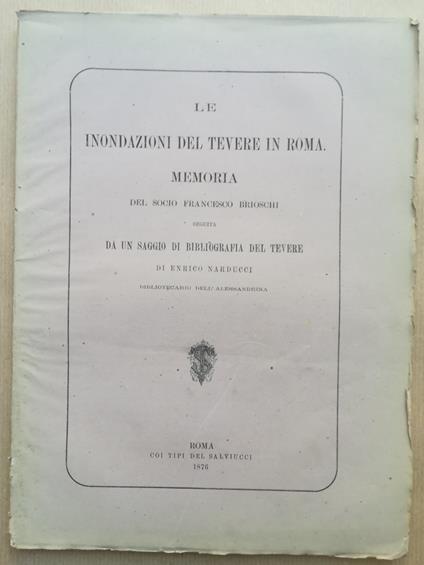 LE
INONDAZIONI DEL TEVERE IN ROMA.
MEMORIA
DEL SOCIO FRANCESCO BRIOSCHI
SEGUITA
DA UN SAGGIO DI BIBLIOGRAFIA DEL TEVERE
DI ENRICO NARDUCCI
BIBLIOTECARIO DELL'ALESSANDRINA
ROMA
COI TIPI DEL SALVIUCCI
1876